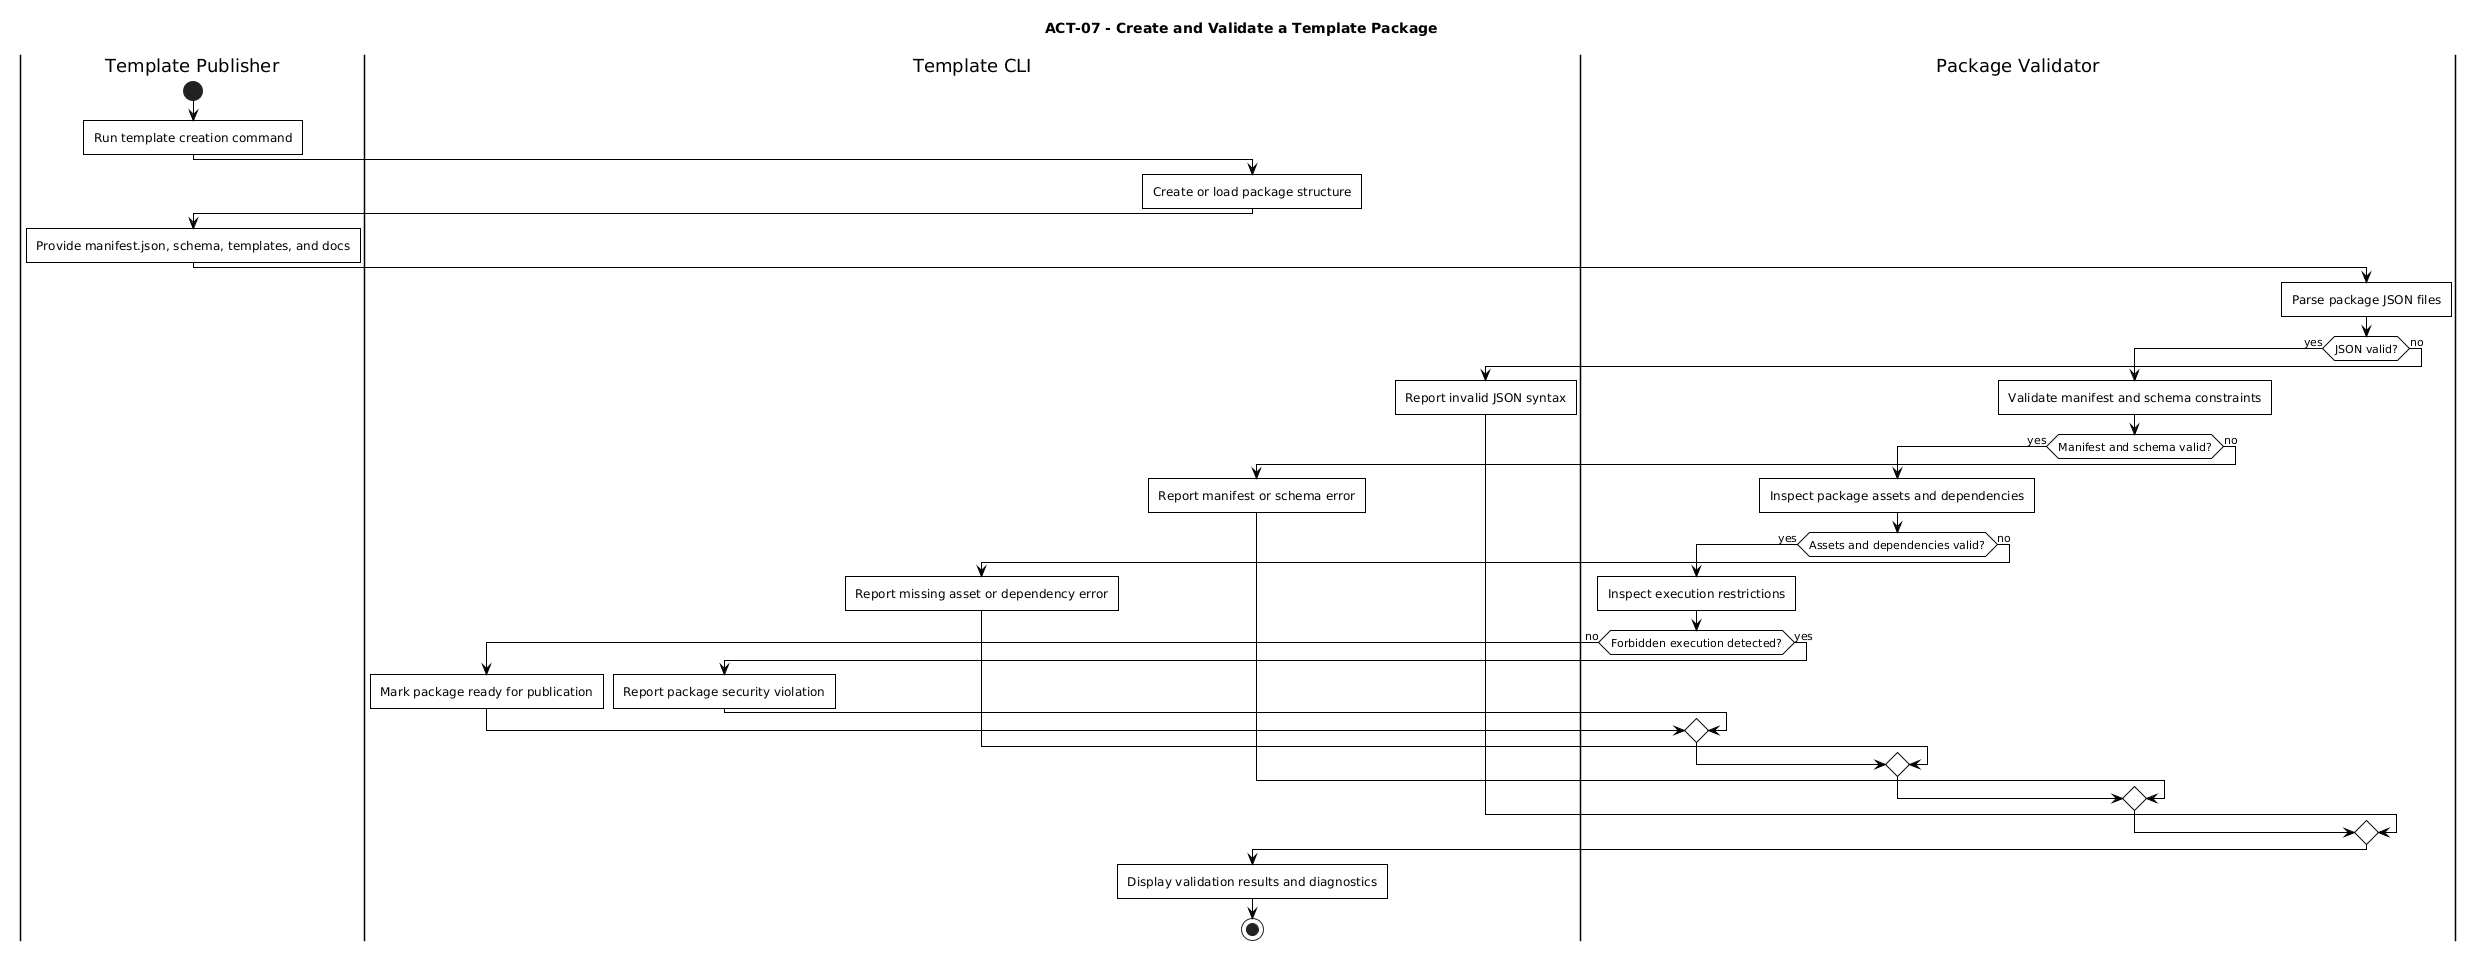 ACT-07 - Create and Validate a Template Package
Template Publisher
Template CLI
Package Validator
Run template creation command
Create or load package structure
Provide manifest.json, schema, templates, and docs
Parse package JSON files
yes
JSON valid?
no
Report invalid JSON syntax
Validate manifest and schema constraints
yes
Manifest and schema valid?
no
Report manifest or schema error
Inspect package assets and dependencies
yes
Assets and dependencies valid?
no
Report missing asset or dependency error
Inspect execution restrictions
no
Forbidden execution detected?
yes
Mark package ready for publication
Report package security violation
Display validation results and diagnostics